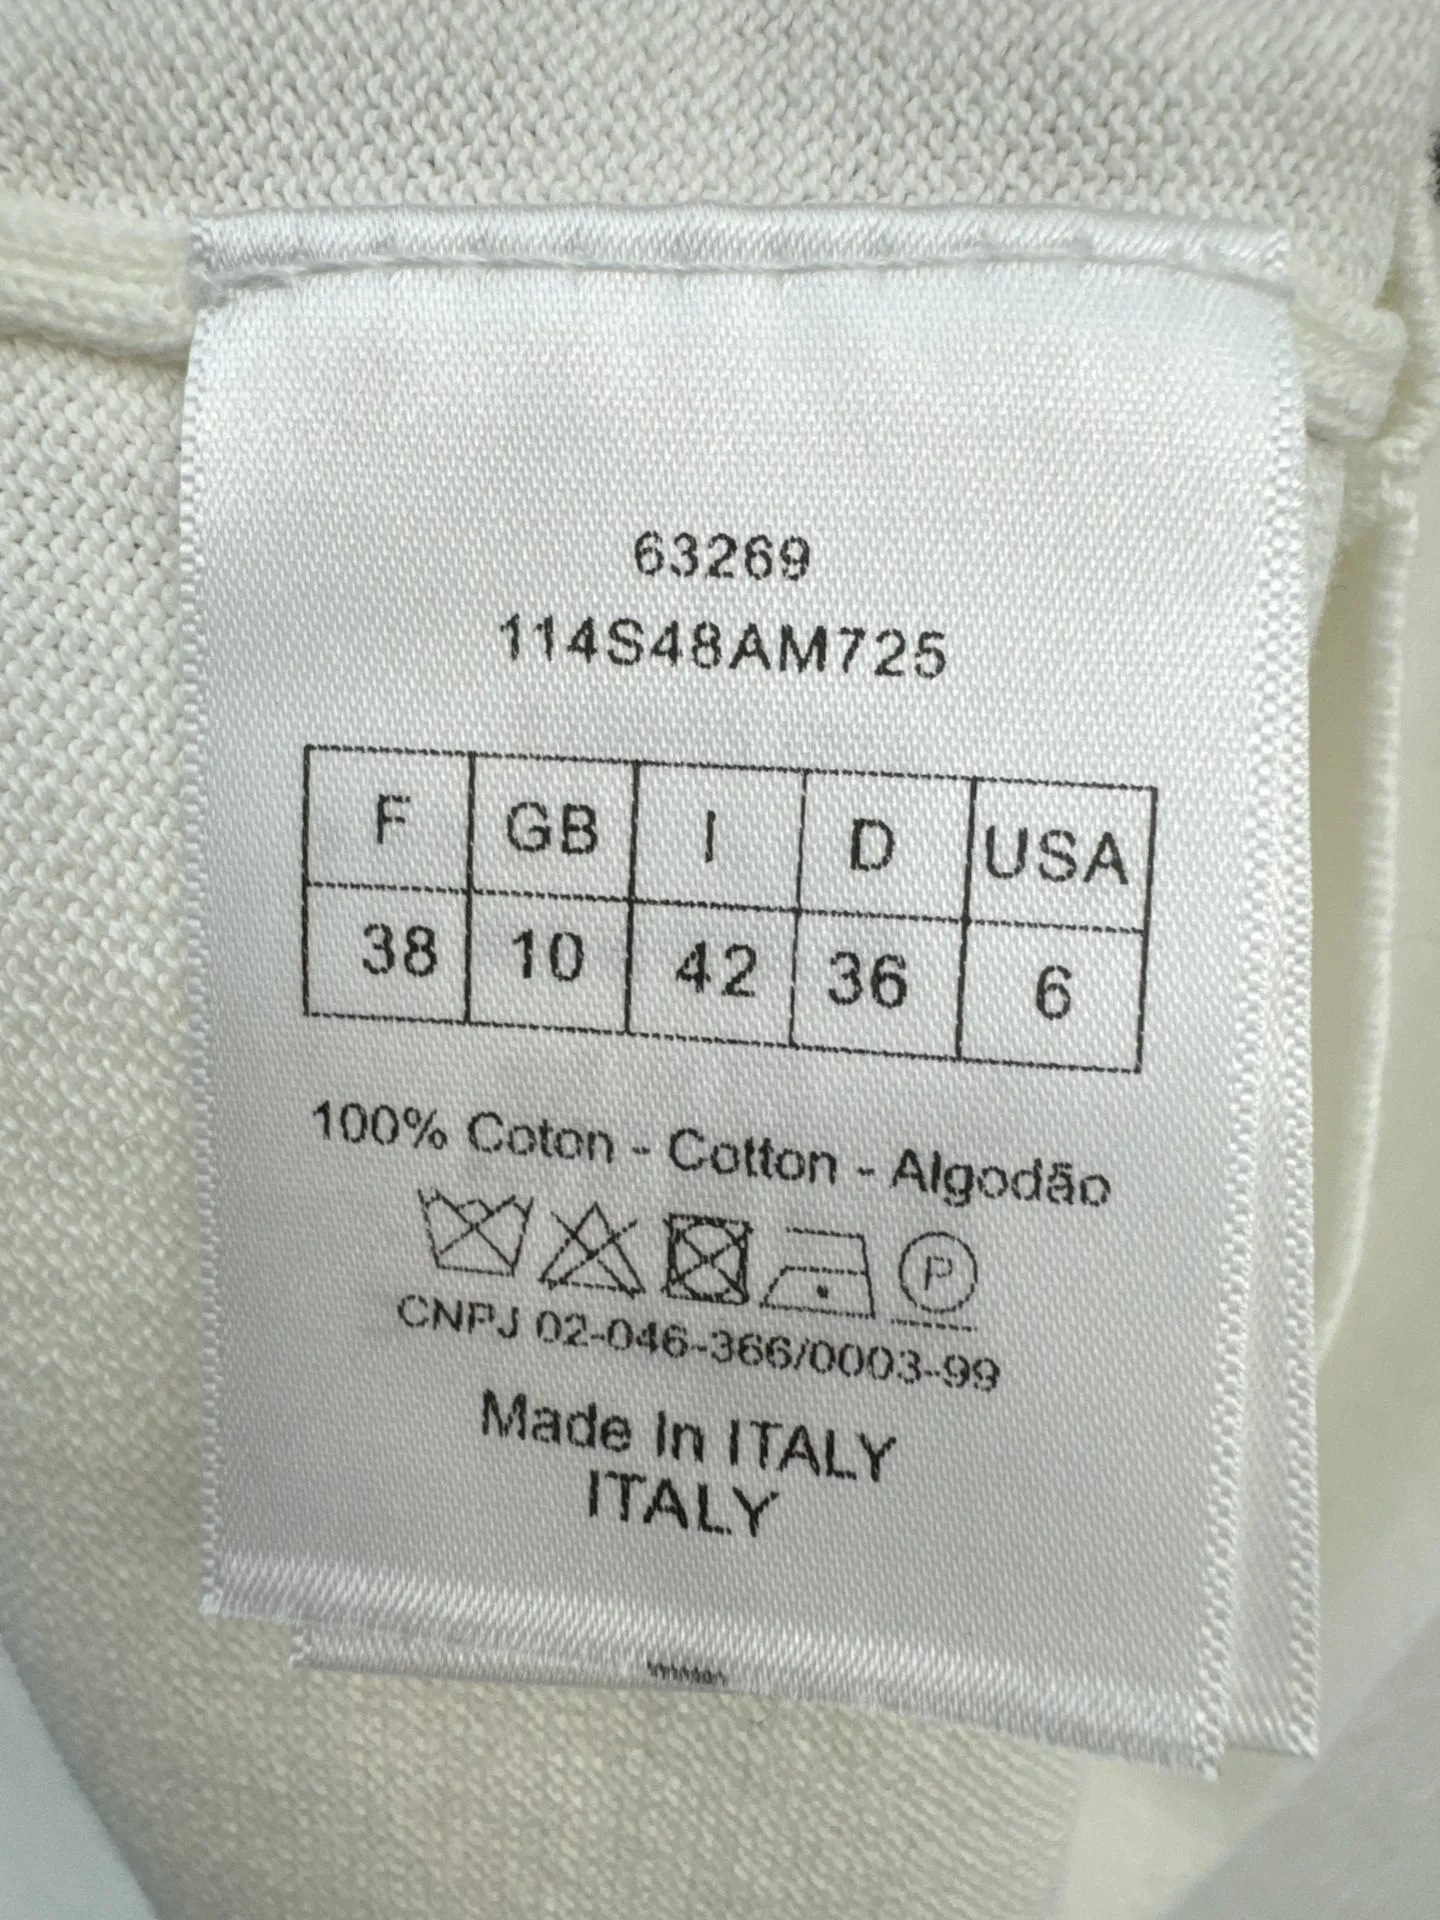 63269
114S48AM725
F GB I D USA
38 10 42 36 6
100% Coton - Cotton - Algodão
P
CNPJ 02-046-366/0003-99
Made In ITALY
ITALY